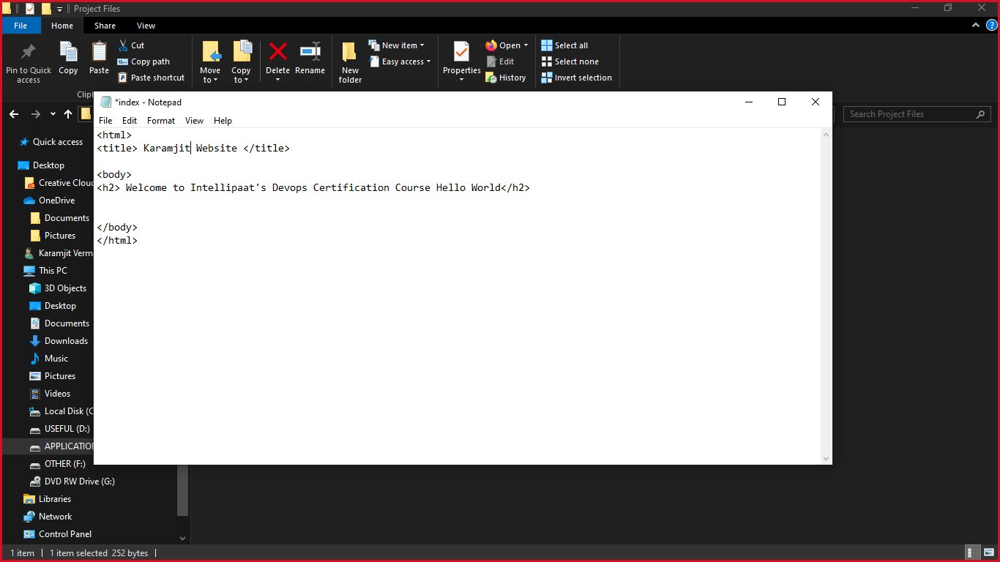 Project Files
File Home Share View
Pin to Quick access
Copy
Paste
Cut
Copy path
Paste shortcut
Move to
Copy to
Delete
Rename
New folder
New item
Easy access
Properties
Open
Edit
History
Select all
Select none
Invert selection
Search Project Files
*index - Notepad
File Edit Format View Help
<html>
<title> Karamjit Website </title>
<body>
<h2> Welcome to Intellipaat's Devops Certification Course Hello World</h2>
</body>
</html>
Quick access
Desktop
Creative Cloud
OneDrive
Documents
Pictures
Karamjit Verm
This PC
3D Objects
Desktop
Documents
Downloads
Music
Pictures
Videos
Local Disk (C
USEFUL (D:)
APPLICATION
OTHER (F:)
DVD RW Drive (G:)
Libraries
Network
Control Panel
1 item 1 item selected 252 bytes